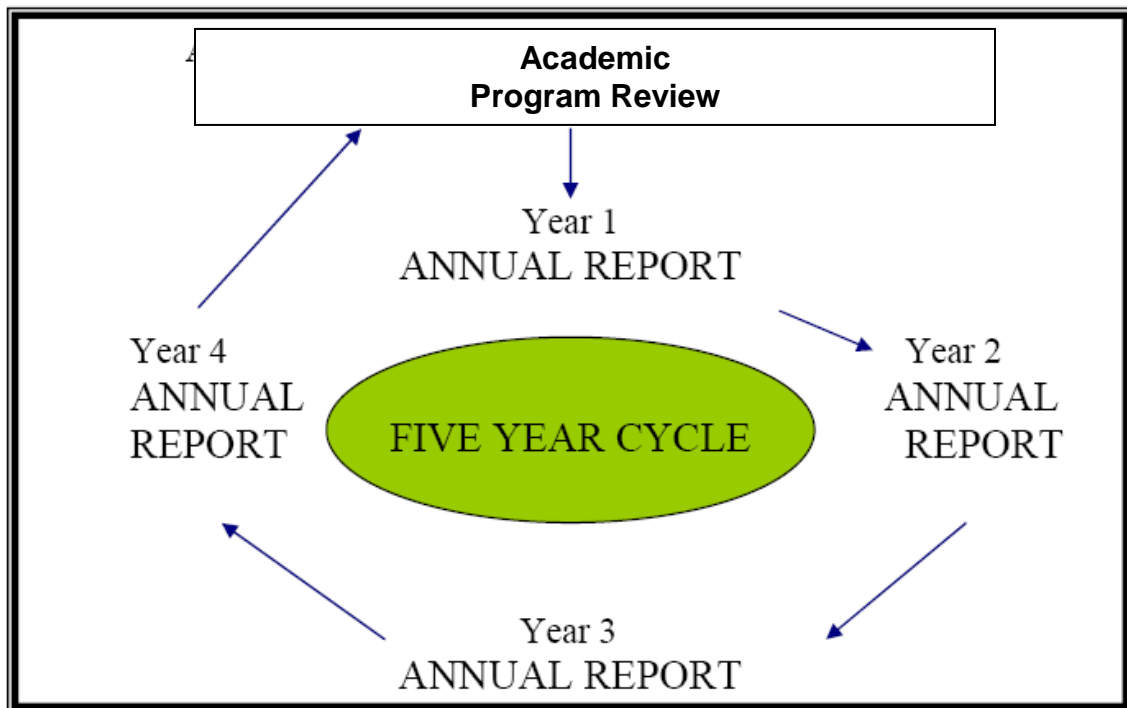 Academic
Program Review
Year 1
ANNUAL REPORT
Year 4
ANNUAL
REPORT
FIVE YEAR CYCLE
Year 2
ANNUAL
REPORT
Year 3
ANNUAL REPORT